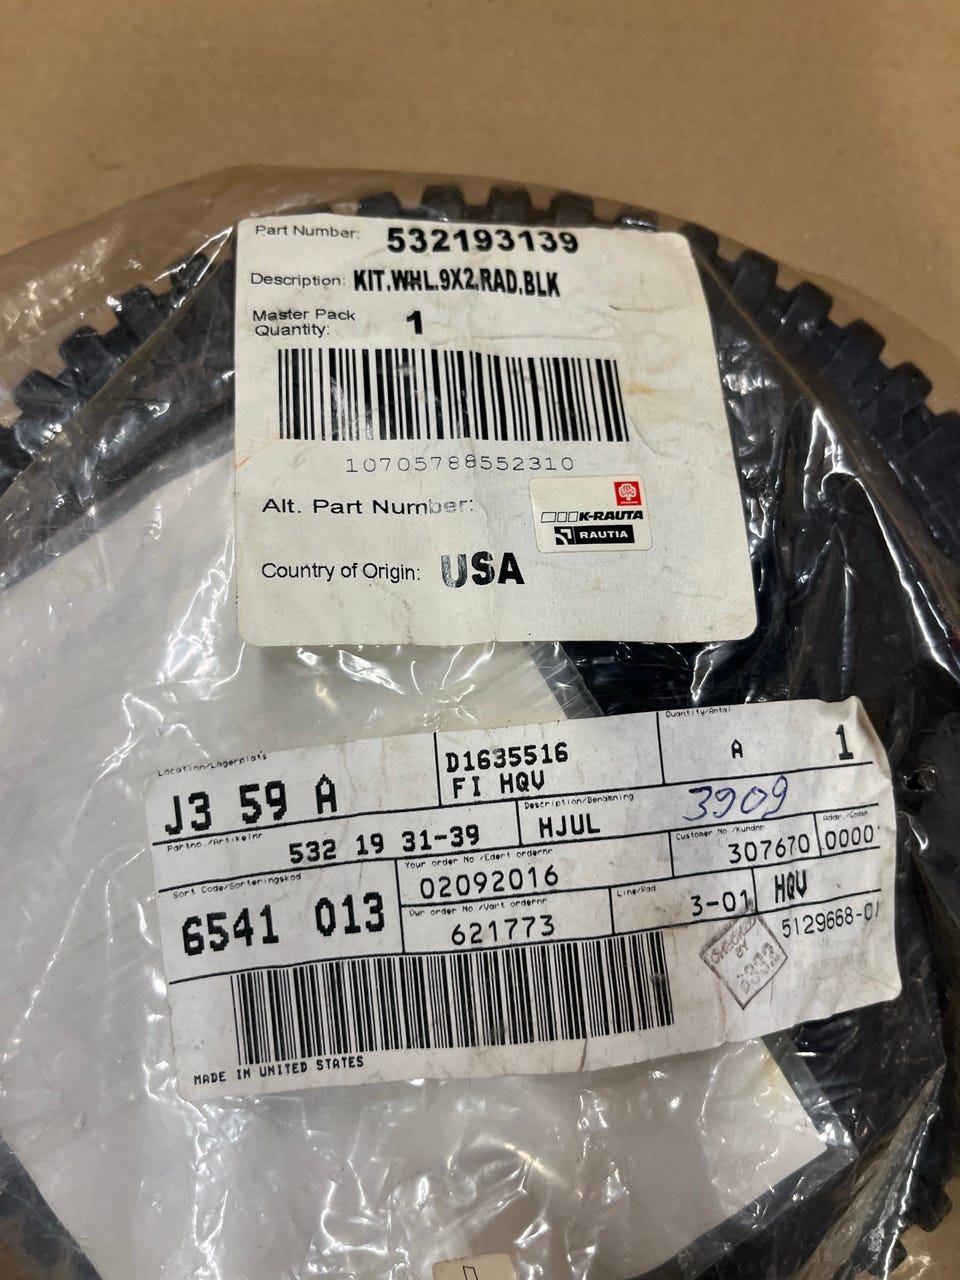 Part Number: 532193139
Description: KIT.WHL.9X2.RAD.BLK
Master Pack
Quantity: 1
10705788552310
Alt. Part Number:
K-RAUTA
RAUTIA
Country of Origin: USA
Location/Lagerplats
J3 59 A
D1635516
FI HQV
Quantity/Antal
A 1
Partno./Artikelnr
532 19 31-39
Description/Benämning
HJUL
3909
Sort Code/Sorteringskod
6541 013
Your order No./Edert ordernr
02092016
Customer No./Kundnr
307670
0000
Our order No./Vårt ordernr
621773
Line/Rad
3-01
HQV
5129668-01
CHECKED
BY
MADE IN UNITED STATES